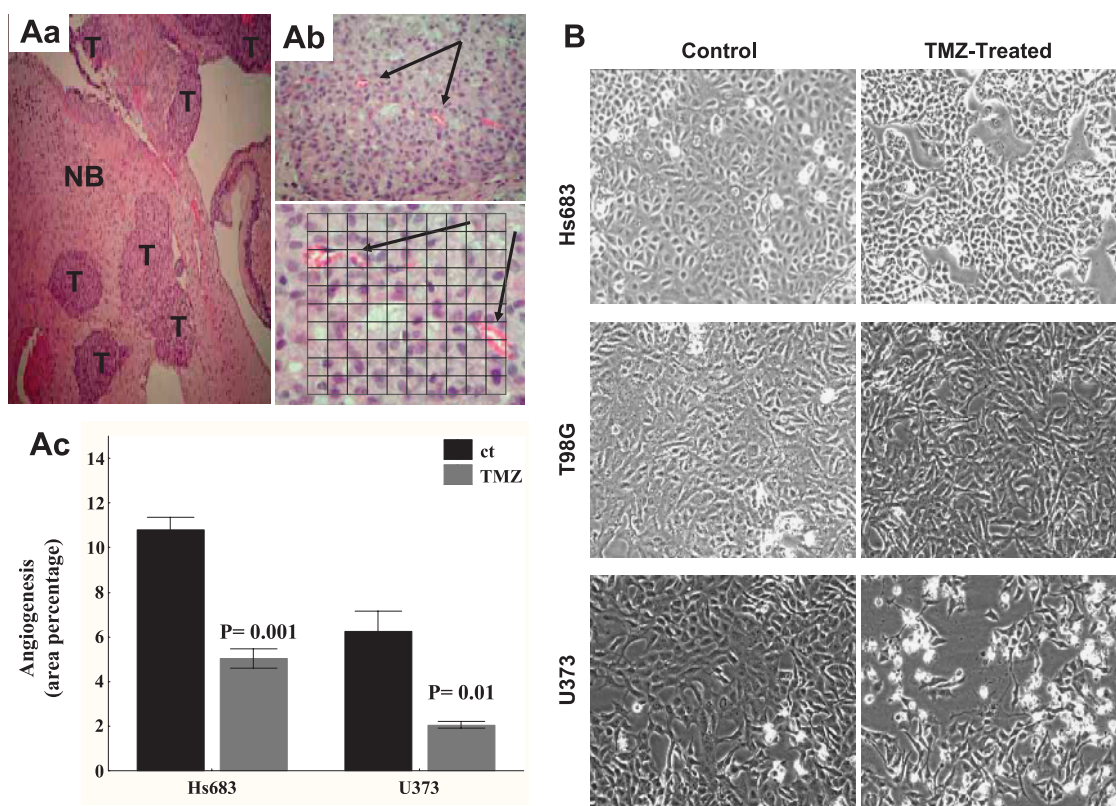 Aa
T
T
T
NB
T
T
T
T
Ab
Ac
ct
TMZ
14
12
10
8
6
4
2
0
Angiogenesis
(area percentage)
P= 0.001
P= 0.01
Hs683
U373
B
Control
TMZ-Treated
Hs683
T98G
U373